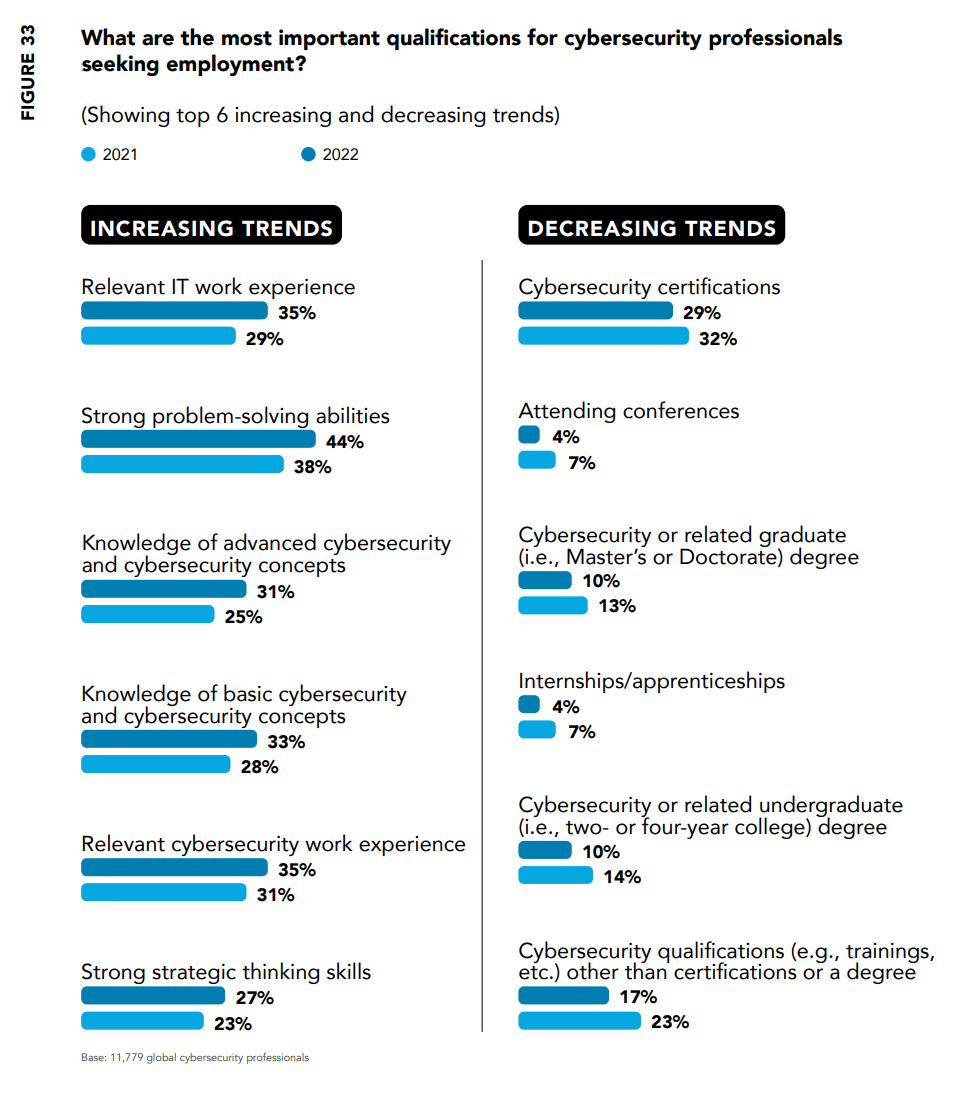 FIGURE 33
What are the most important qualifications for cybersecurity professionals
seeking employment?
(Showing top 6 increasing and decreasing trends)
2021
2022
INCREASING TRENDS
Relevant IT work experience
35%
29%
Strong problem-solving abilities
44%
38%
Knowledge of advanced cybersecurity
and cybersecurity concepts
31%
25%
Knowledge of basic cybersecurity
and cybersecurity concepts
33%
28%
Relevant cybersecurity work experience
35%
31%
Strong strategic thinking skills
27%
23%
DECREASING TRENDS
Cybersecurity certifications
29%
32%
Attending conferences
4%
7%
Cybersecurity or related graduate
(i.e., Master's or Doctorate) degree
10%
13%
Internships/apprenticeships
4%
7%
Cybersecurity or related undergraduate
(i.e., two- or four-year college) degree
10%
14%
Cybersecurity qualifications (e.g., trainings,
etc.) other than certifications or a degree
17%
23%
Base: 11,779 global cybersecurity professionals